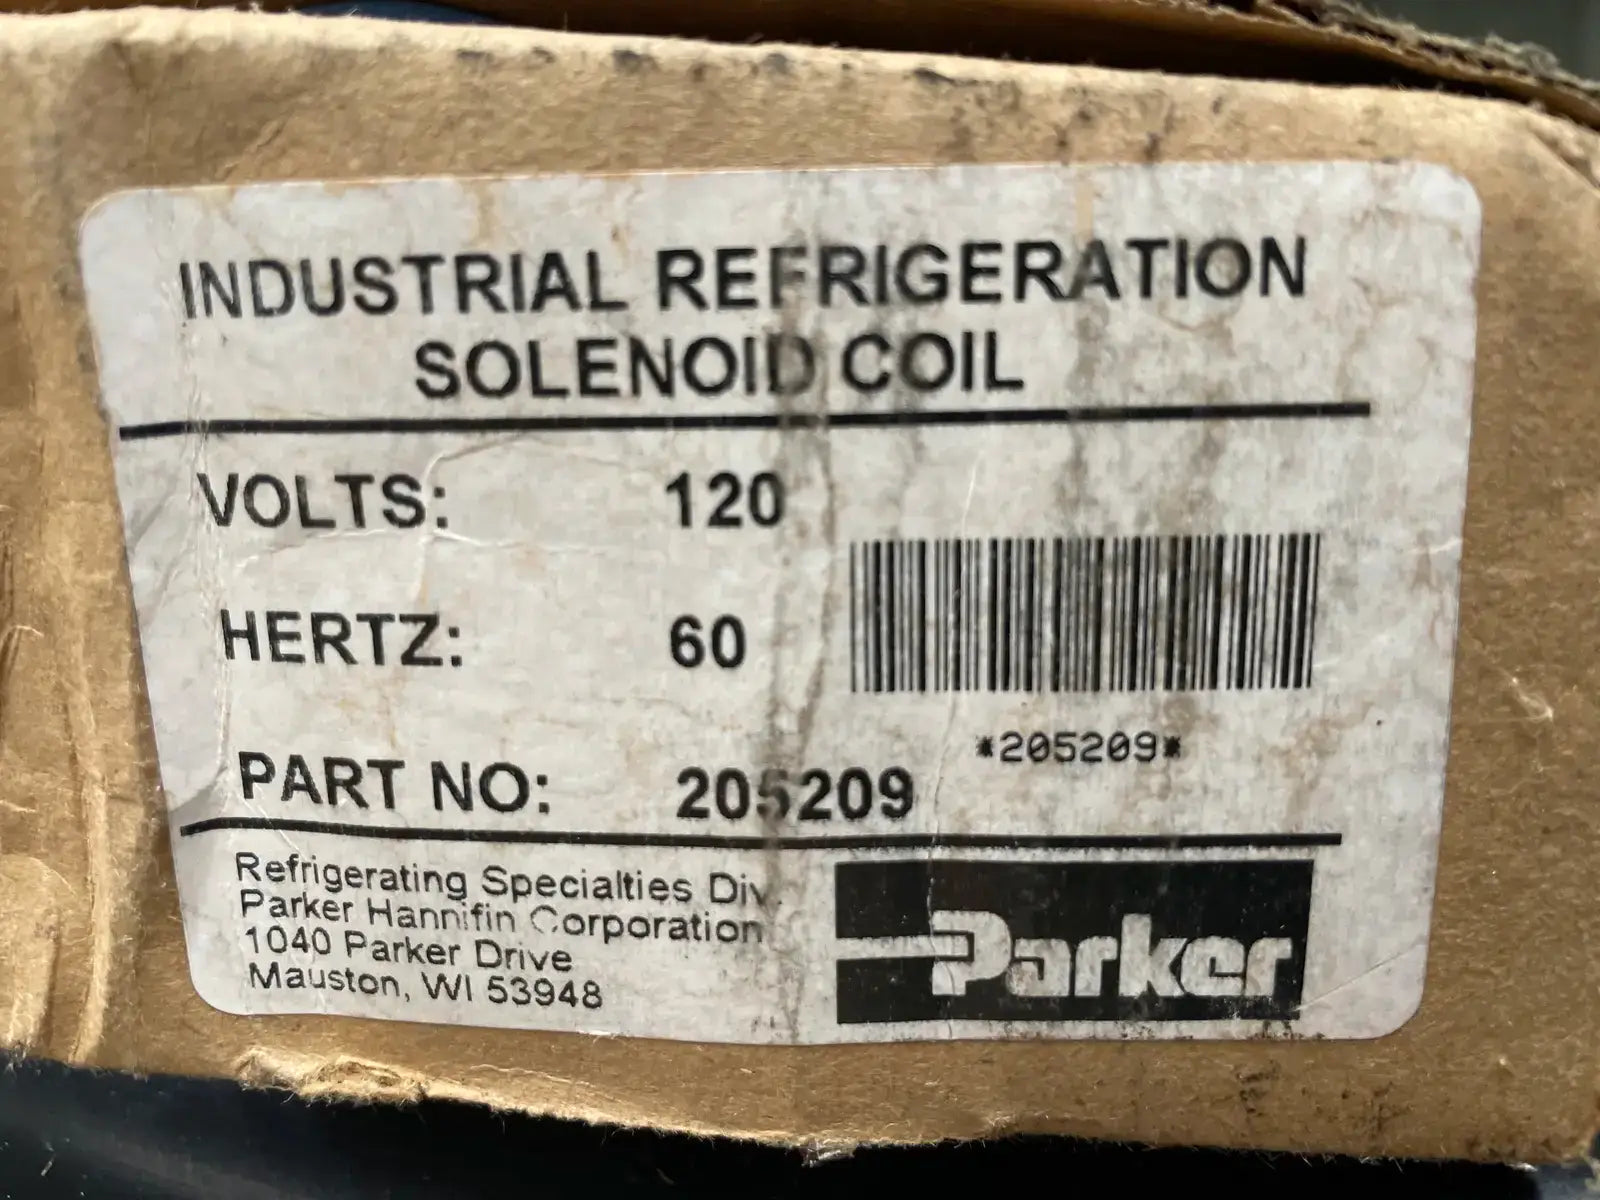 INDUSTRIAL REFRIGERATION
SOLENOID COIL
VOLTS: 120
HERTZ: 60
*205209*
PART NO: 205209
Refrigerating Specialties Div.
Parker Hannifin Corporation
1040 Parker Drive
Mauston, WI 53948
Parker